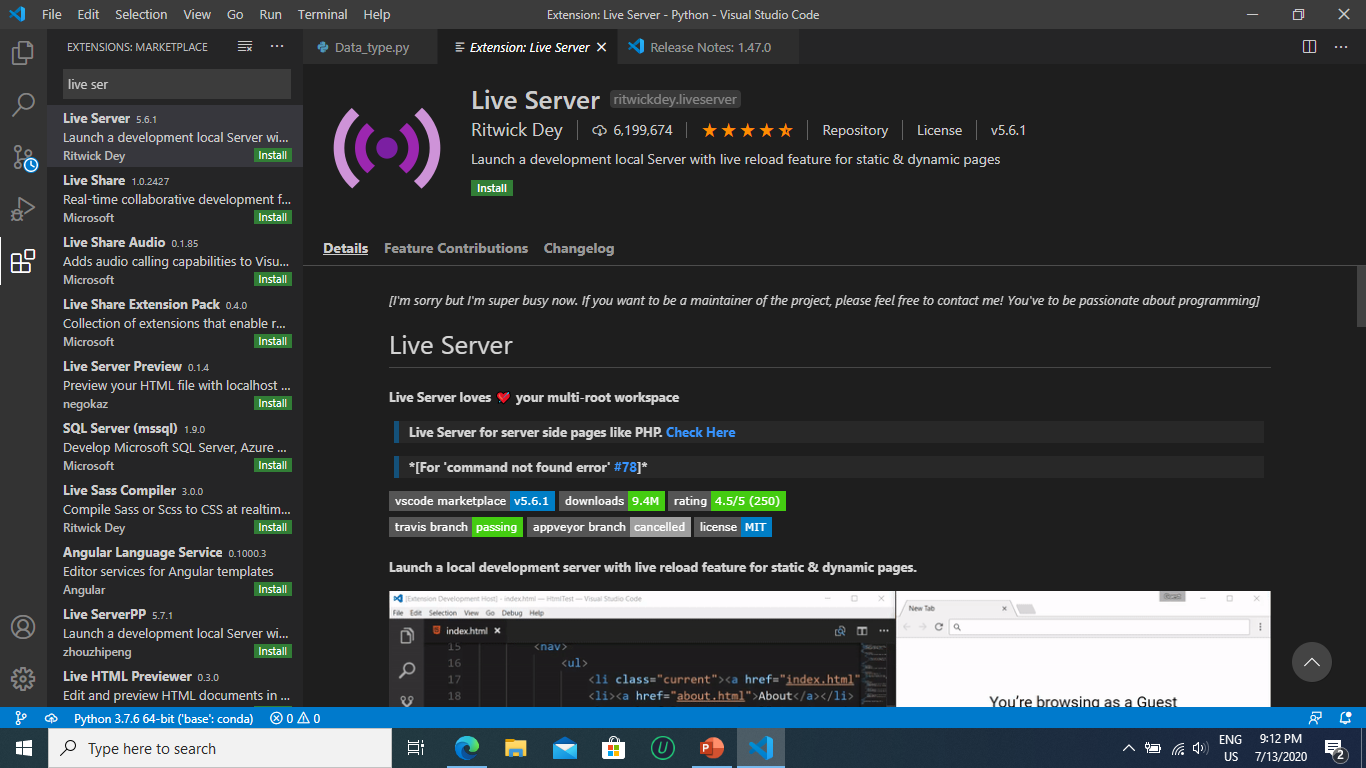 File Edit Selection View Go Run Terminal Help
Extension: Live Server - Python - Visual Studio Code
EXTENSIONS: MARKETPLACE
live ser
Live Server 5.6.1
Launch a development local Server wi...
Ritwick Dey Install
Live Share 1.0.2427
Real-time collaborative development f...
Microsoft Install
Live Share Audio 0.1.85
Adds audio calling capabilities to Visu...
Microsoft Install
Live Share Extension Pack 0.4.0
Collection of extensions that enable r...
Microsoft Install
Live Server Preview 0.1.4
Preview your HTML file with localhost ...
negokaz Install
SQL Server (mssql) 1.9.0
Develop Microsoft SQL Server, Azure ...
Microsoft Install
Live Sass Compiler 3.0.0
Compile Sass or Scss to CSS at realtim...
Ritwick Dey Install
Angular Language Service 0.1000.3
Editor services for Angular templates
Angular Install
Live ServerPP 5.7.1
Launch a development local Server wi...
zhouzhipeng Install
Live HTML Previewer 0.3.0
Edit and preview HTML documents in ...
Data_type.py Extension: Live Server Release Notes: 1.47.0
Live Server ritwickdey.liveserver
Ritwick Dey 6,199,674 Repository License v5.6.1
Launch a development local Server with live reload feature for static & dynamic pages
Install
Details Feature Contributions Changelog
[I'm sorry but I'm super busy now. If you want to be a maintainer of the project, please feel free to contact me! You've to be passionate about programming]
Live Server
Live Server loves your multi-root workspace
Live Server for server side pages like PHP. Check Here
*[For 'command not found error' #78]*
vscode marketplace v5.6.1 downloads 9.4M rating 4.5/5 (250)
travis branch passing appveyor branch cancelled license MIT
Launch a local development server with live reload feature for static & dynamic pages.
[Extension Development Host] - index.html — HtmlTest — Visual Studio Code
File Edit Selection View Go Debug Help
index.html
15 <nav>
16 <ul>
17 <li class="current"><a href="index.html"
18 <li><a href="about.html">About</a></li>
New Tab
You're browsing as a Guest
Python 3.7.6 64-bit ('base': conda) 0 0
Type here to search
U
P
ENG
US
9:12 PM
7/13/2020
2